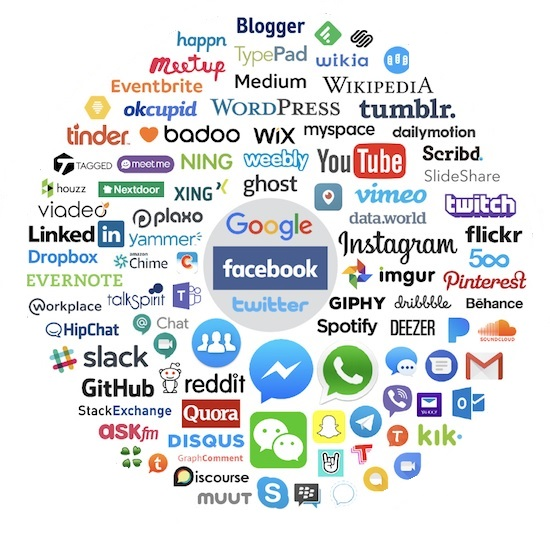 Blogger
happn
TypePad
wikia
meetup
Medium
Eventbrite
WIKIPEDIA
okcupid
WORDPRESS
tumblr.
tinder
badoo
WiX
myspace
dailymotion
TAGGED
meetme
NING
weebly
YouTube
Scribd.
SlideShare
houzz
Nextdoor
XING
ghost
vimeo
twitch
viadeo
plaxo
Google
data.world
Linked in
yammer
Instagram
flickr
Dropbox
amazon
Chime
facebook
imgur
500
Pinterest
EVERNOTE
talkSpirit
twitter
GIPHY
dribbble
Bēhance
workplace
HipChat
Chat
Spotify
DEEZER
SOUNDCLOUD
slack
GitHub
reddit
StackExchange
Quora
YAHOO!
askfm
DISQUS
kik
GraphComment
Discourse
muut
BBM